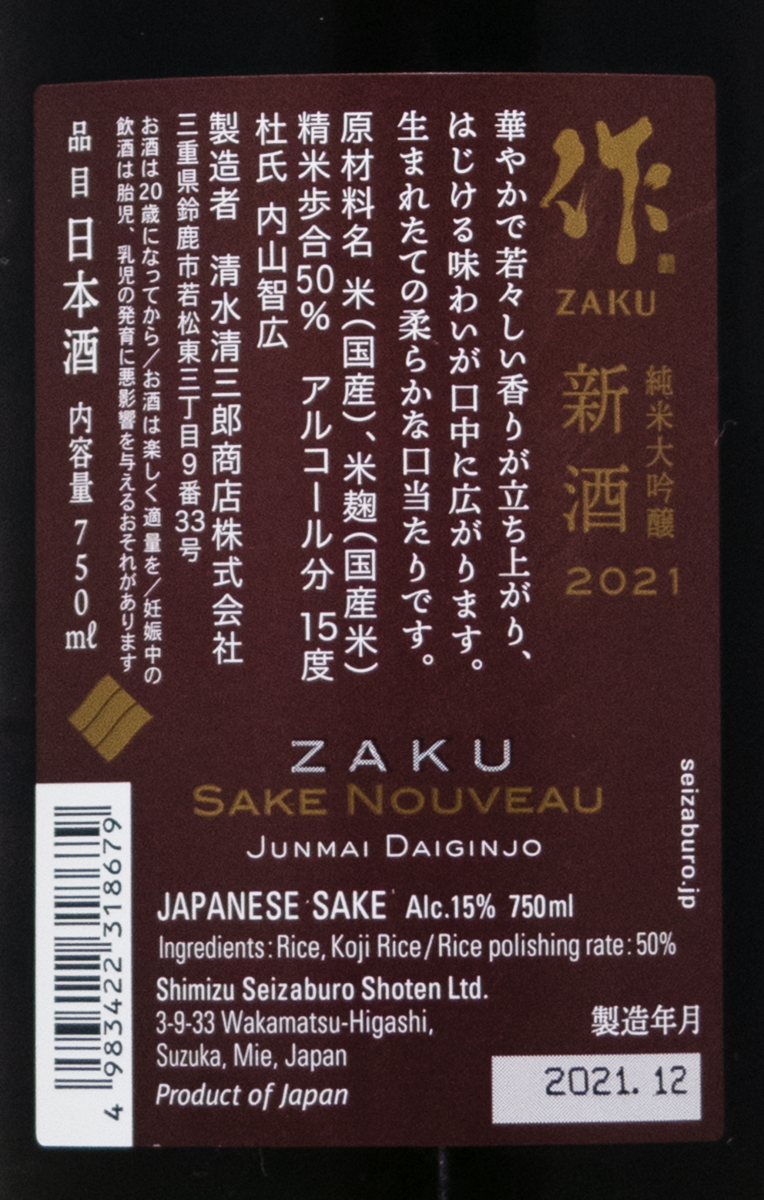 作
ZAKU
純米大吟醸
新酒
2021
華やかで若々しい香りが立ち上がり、
はじける味わいが口中に広がります。
生まれたての柔らかな口当たりです。
原材料名 米(国産)、米麹(国産米)
精米歩合50% アルコール分 15度
杜氏 内山智広
製造者 清水清三郎商店株式会社
三重県鈴鹿市若松東三丁目9番33号
お酒は20歳になってから/お酒は楽しく適量を/妊娠中の
飲酒は胎児、乳児の発育に悪影響を与えるおそれがあります
品目 日本酒 内容量 750mℓ
ZAKU
SAKE NOUVEAU
JUNMAI DAIGINJO
seizaburo.jp
JAPANESE SAKE Alc.15% 750ml
Ingredients:Rice, Koji Rice/Rice polishing rate:50%
Shimizu Seizaburo Shoten Ltd.
3-9-33 Wakamatsu-Higashi,
Suzuka, Mie, Japan
Product of Japan
製造年月
2021.12
4 983422 318679